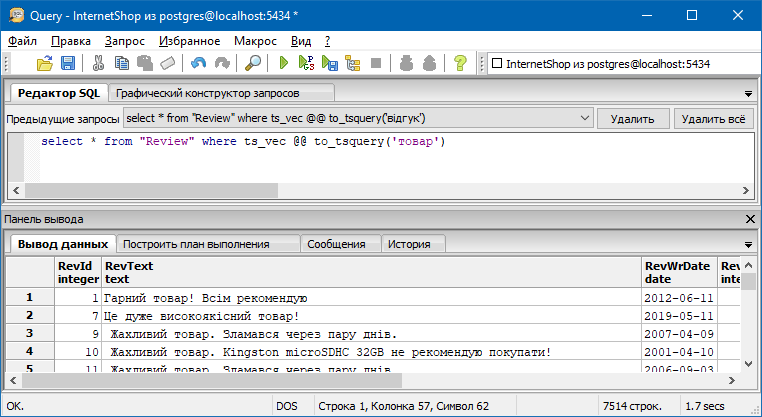 Query - InternetShop из postgres@localhost:5434 *
Файл Правка Запрос Избранное Макрос Вид ?
InternetShop из postgres@localhost:5434
Редактор SQL Графический конструктор запросов
Предыдущие запросы select * from "Review" where ts_vec @@ to_tsquery('відгук') Удалить Удалить всё
select * from "Review" where ts_vec @@ to_tsquery('товар')
Панель вывода
Вывод данных Построить план выполнения Сообщения История
RevId RevText RevWrDate Rev
integer text date inte
1 1 Гарний товар! Всім рекомендую 2012-06-11
2 7 Це дуже високоякісний товар! 2019-05-11
3 9 Жахливий товар. Зламався через пару днів. 2007-04-09
4 10 Жахливий товар. Kingston microSDHC 32GB не рекомендую покупати! 2001-04-10
5 11 Жахливий товар. Зламався через пару днів 2006-09-03
OK. DOS Строка 1, Колонка 57, Символ 62 7514 строк. 1.7 secs